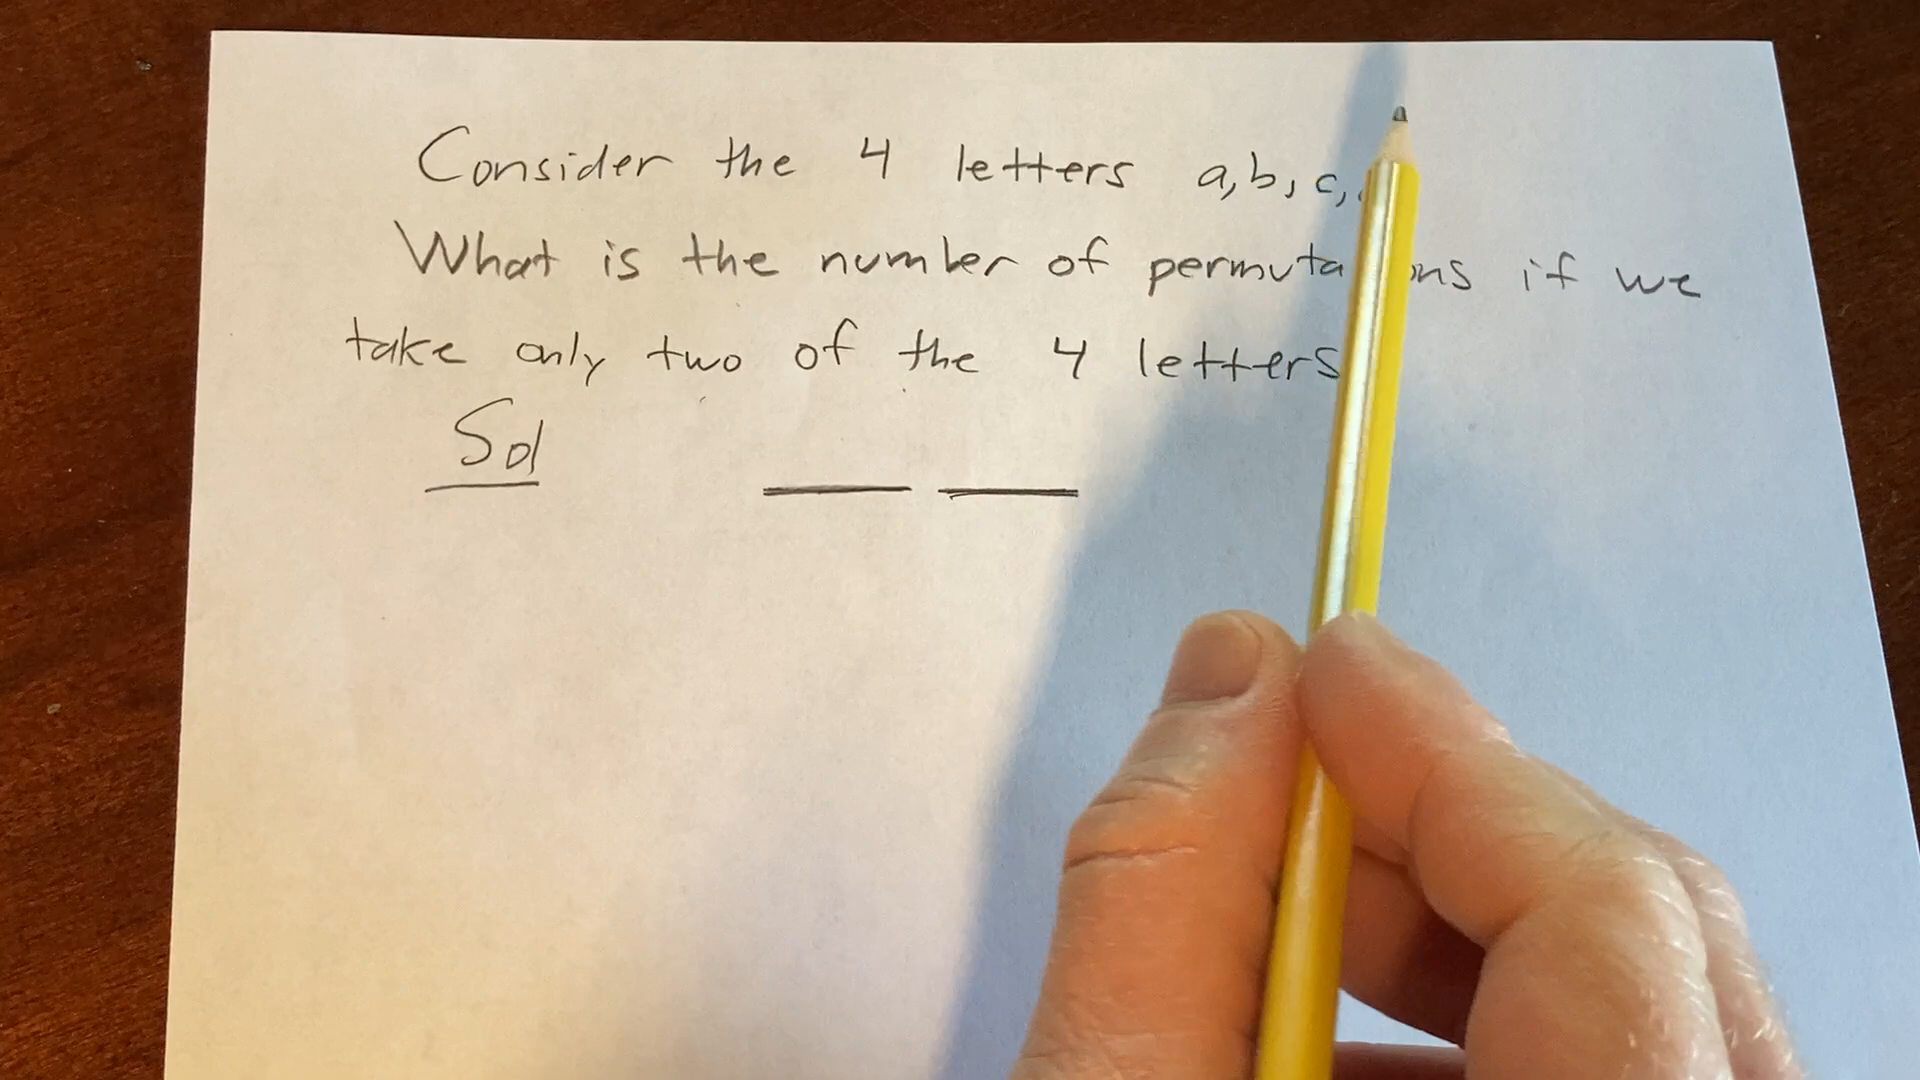 Consider the 4 letters a, b, c,
What is the number of permuta ons if we
take only two of the 4 letters
Sol